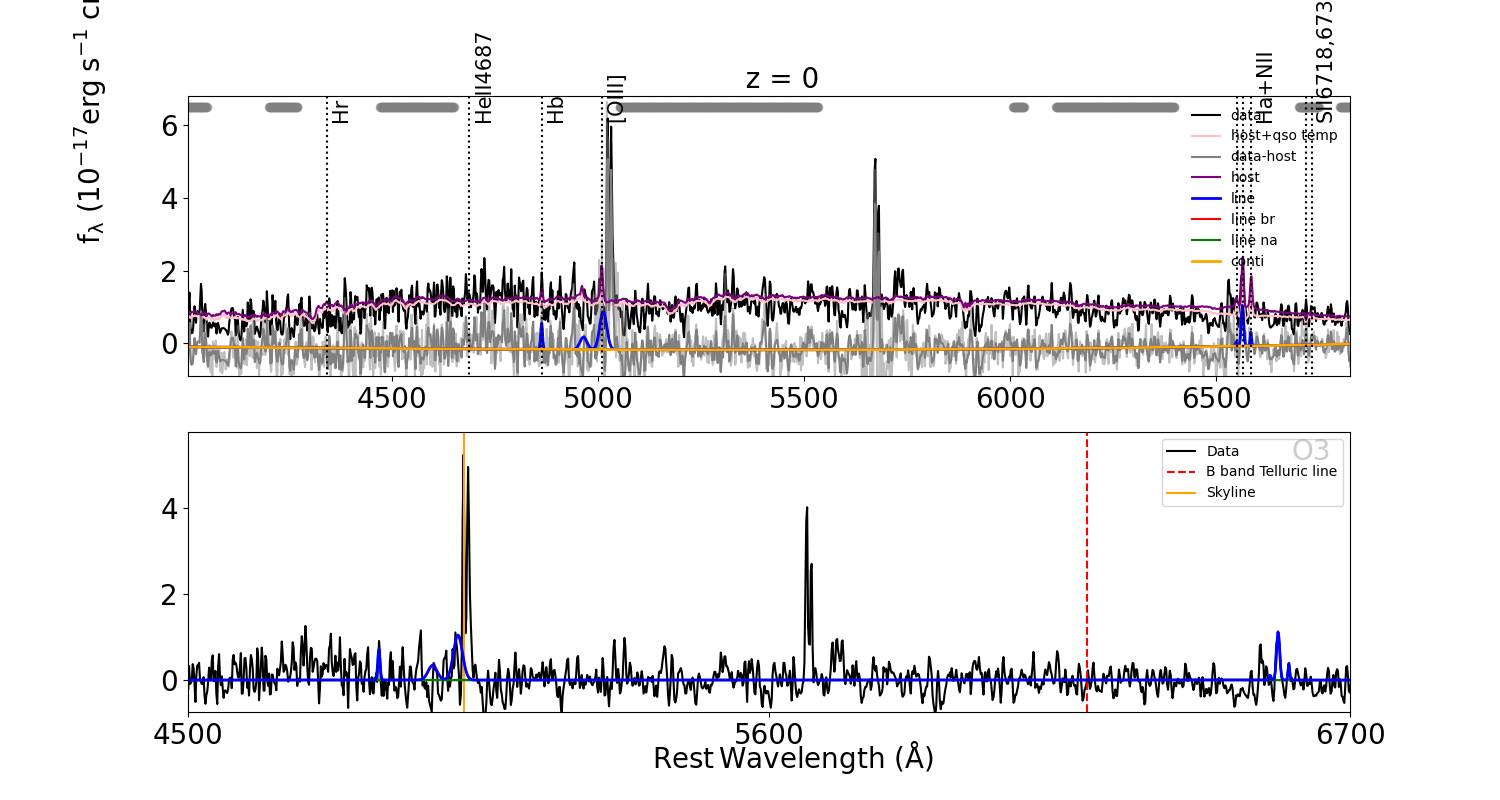 z = 0
f_λ (10^−17 erg s^−1 c
Hr
HeII4687
Hb
[OIII]
Ha+NII
SII6718,673
data
host+qso temp
data-host
host
line
line br
line na
conti
6
4
2
0
4500 5000 5500 6000 6500
O3
Data
B band Telluric line
Skyline
4
2
0
4500 5600 6700
Rest Wavelength (Å)